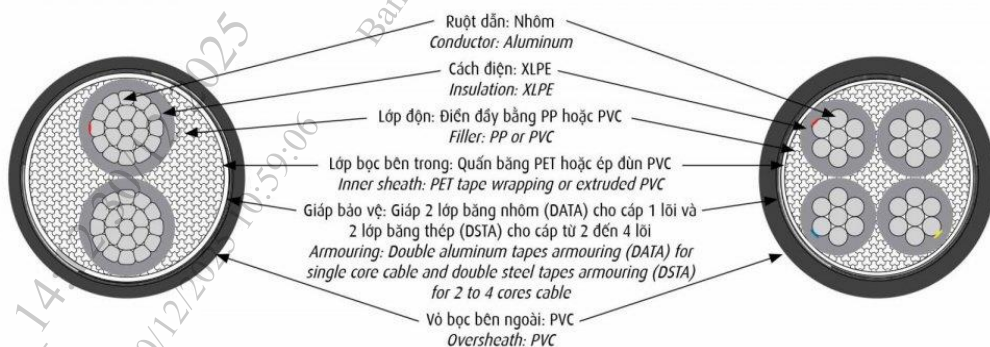 Ruột dẫn: Nhôm
Conductor: Aluminum
Cách điện: XLPE
Insulation: XLPE
Lớp độn: Điền đầy bằng PP hoặc PVC
Filler: PP or PVC
Lớp bọc bên trong: Quấn băng PET hoặc ép đùn PVC
Inner sheath: PET tape wrapping or extruded PVC
Giáp bảo vệ: Giáp 2 lớp băng nhôm (DATA) cho cáp 1 lõi và
2 lớp băng thép (DSTA) cho cáp từ 2 đến 4 lõi
Armouring: Double aluminum tapes armouring (DATA) for
single core cable and double steel tapes armouring (DSTA)
for 2 to 4 cores cable
Vỏ bọc bên ngoài: PVC
Oversheath: PVC